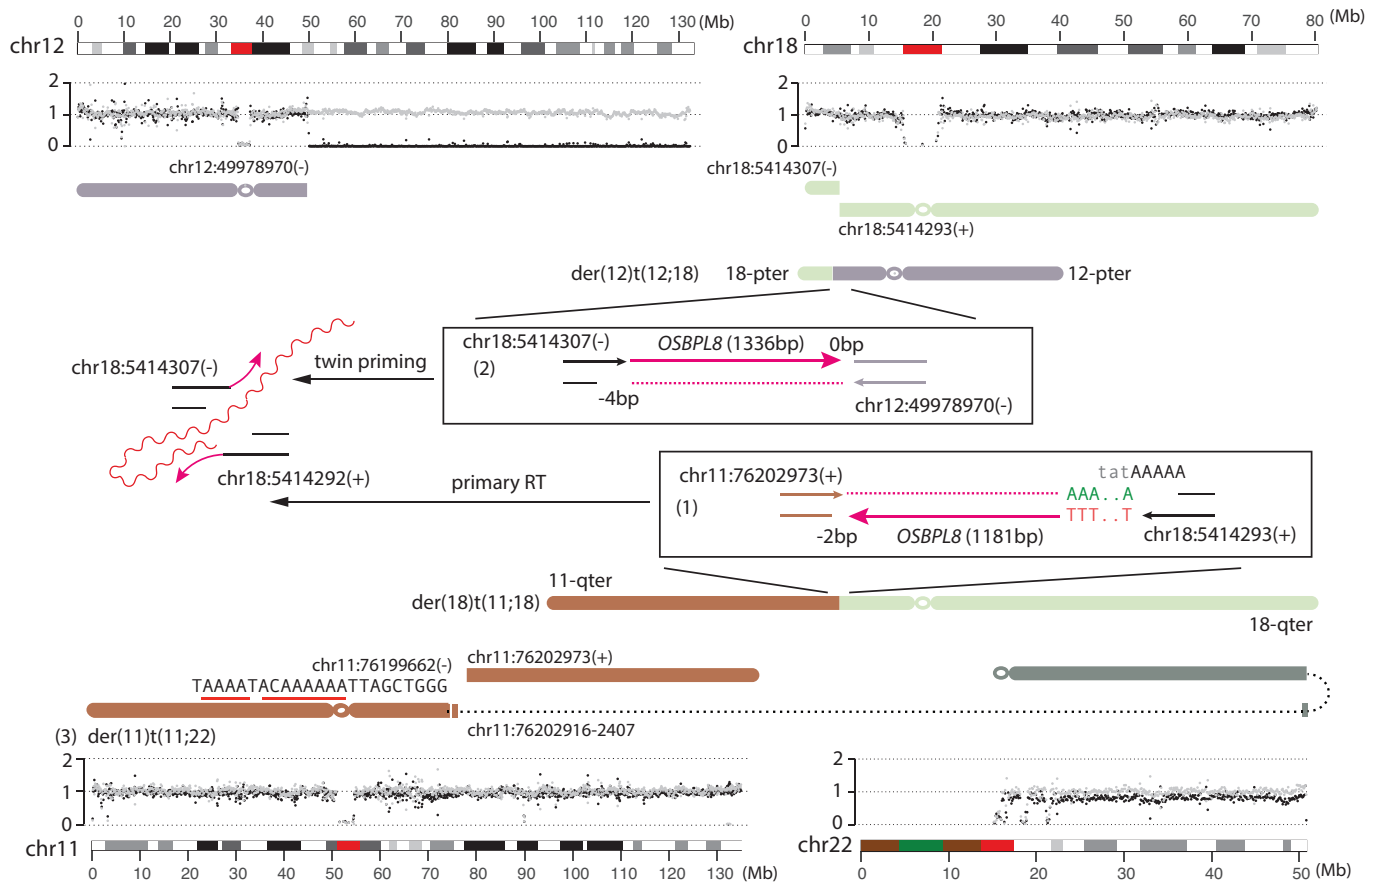 0 10 20 30 40 50 60 70 80 90 100 110 120 130 (Mb)
chr12
0 10 20 30 40 50 60 70 80 (Mb)
chr18
2
1
0
2
1
0
chr12:49978970(-)
chr18:5414307(-)
chr18:5414293(+)
der(12)t(12;18) 18-pter 12-pter
chr18:5414307(-)
twin priming
chr18:5414307(-) OSBPL8 (1336bp) 0bp
(2)
-4bp
chr12:49978970(-)
chr18:5414292(+)
primary RT
chr11:76202973(+) tatAAAAA
AAA..A
(1) TTT..T
-2bp OSBPL8 (1181bp) chr18:5414293(+)
11-qter
der(18)t(11;18)
18-qter
chr11:76199662(-)
chr11:76202973(+)
TAAAATACAAAAAATTAGCTGGG
chr11:76202916-2407
(3) der(11)t(11;22)
2
1
0
chr11
0 10 20 30 40 50 60 70 80 90 100 110 120 130 (Mb)
2
1
0
chr22
0 10 20 30 40 50 (Mb)